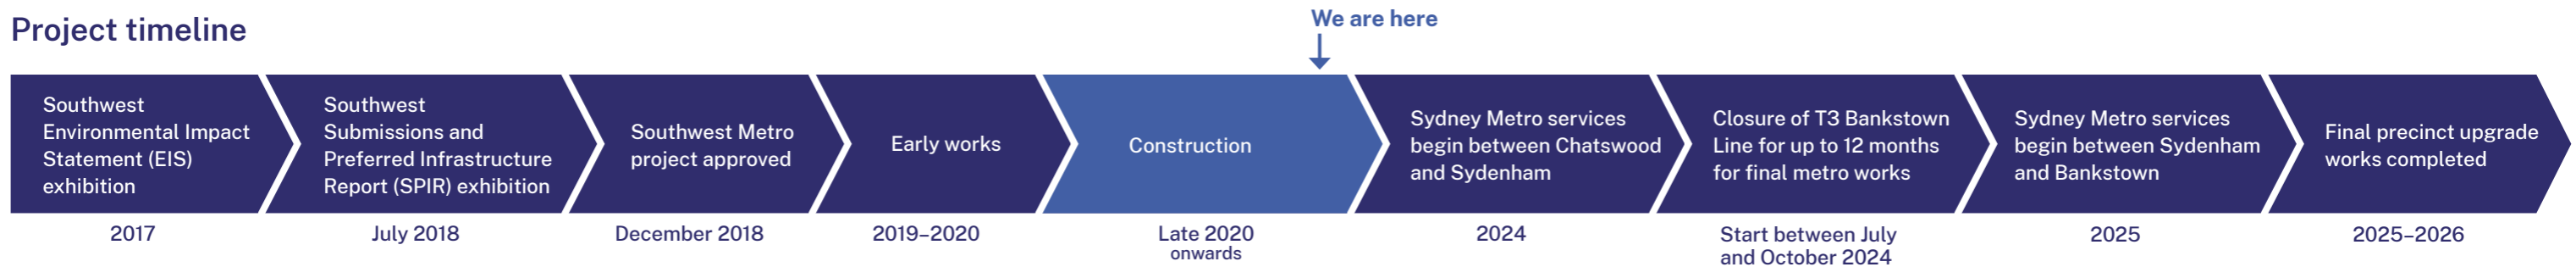 Project timeline
We are here
Southwest
Environmental Impact
Statement (EIS)
exhibition
Southwest
Submissions and
Preferred Infrastructure
Report (SPIR) exhibition
Southwest Metro
project approved
Early works
Construction
Sydney Metro services
begin between Chatswood
and Sydenham
Closure of T3 Bankstown
Line for up to 12 months
for final metro works
Sydney Metro services
begin between Sydenham
and Bankstown
Final precinct upgrade
works completed
2017
July 2018
December 2018
2019–2020
Late 2020
onwards
2024
Start between July
and October 2024
2025
2025–2026